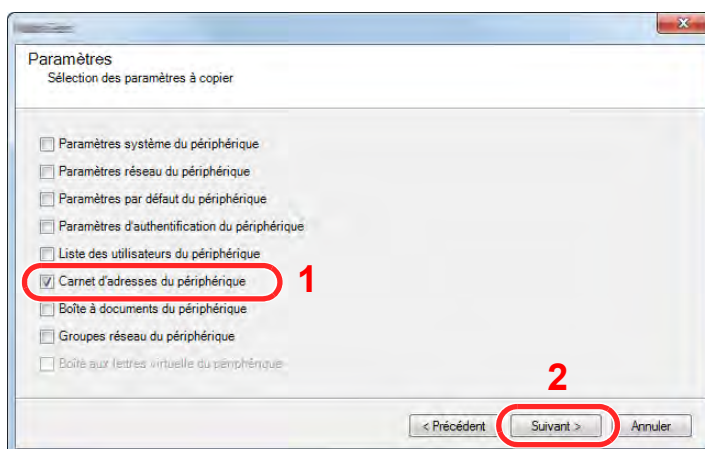 Paramètres
Sélection des paramètres à copier
Paramètres système du périphérique
Paramètres réseau du périphérique
Paramètres par défaut du périphérique
Paramètres d'authentification du périphérique
Liste des utilisateurs du périphérique
Carnet d'adresses du périphérique 1
Boîte à documents du périphérique
Groupes réseau du périphérique
Boîte aux lettres virtuelle du périphérique
2
< Précédent Suivant > Annuler